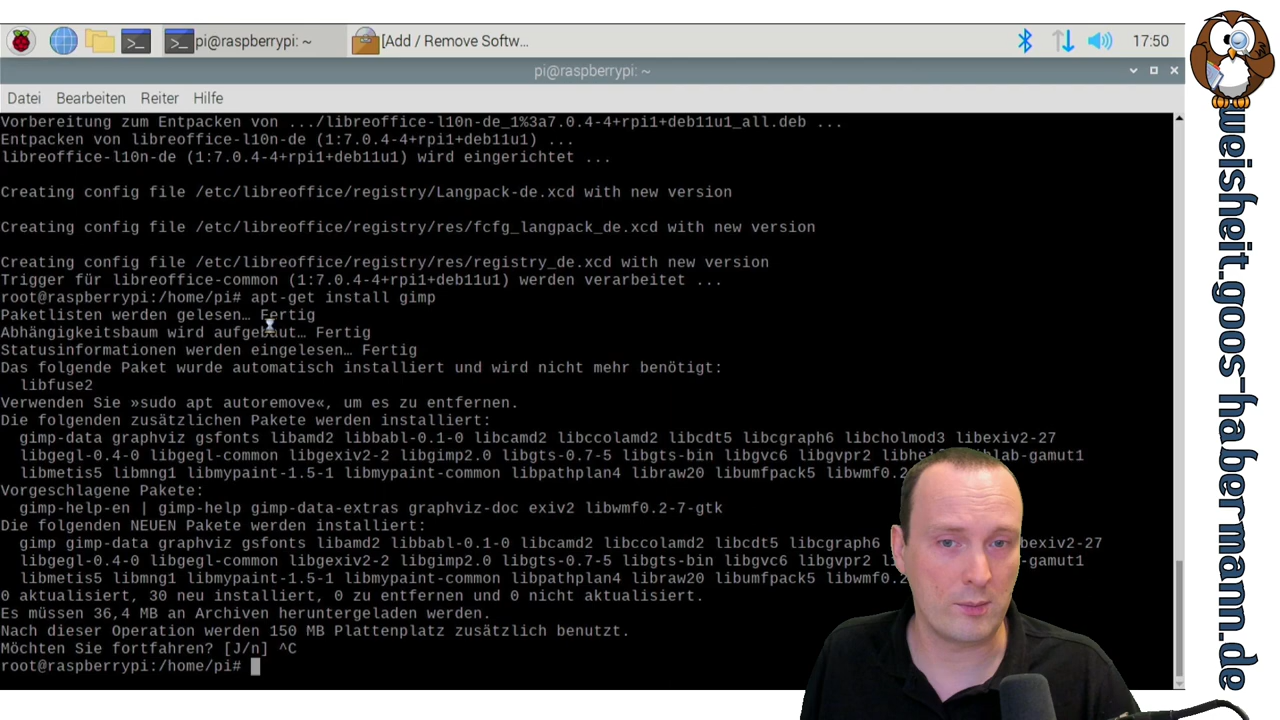 pi@raspberrypi: ~
[Add / Remove Softw...
17:50
pi@raspberrypi: ~
Datei Bearbeiten Reiter Hilfe
Vorbereitung zum Entpacken von .../libreoffice-l10n-de_1%3a7.0.4-4+rpi1+deb11u1_all.deb ...
Entpacken von libreoffice-l10n-de (1:7.0.4-4+rpi1+deb11u1) ...
libreoffice-l10n-de (1:7.0.4-4+rpi1+deb11u1) wird eingerichtet ...
Creating config file /etc/libreoffice/registry/Langpack-de.xcd with new version
Creating config file /etc/libreoffice/registry/res/fcfg_langpack_de.xcd with new version
Creating config file /etc/libreoffice/registry/res/registry_de.xcd with new version
Trigger für libreoffice-common (1:7.0.4-4+rpi1+deb11u1) werden verarbeitet ...
root@raspberrypi:/home/pi# apt-get install gimp
Paketlisten werden gelesen… Fertig
Abhängigkeitsbaum wird aufgebaut… Fertig
Statusinformationen werden eingelesen… Fertig
Das folgende Paket wurde automatisch installiert und wird nicht mehr benötigt:
libfuse2
Verwenden Sie »sudo apt autoremove«, um es zu entfernen.
Die folgenden zusätzlichen Pakete werden installiert:
gimp-data graphviz gsfonts libamd2 libbabl-0.1-0 libcamd2 libccolamd2 libcdt5 libcgraph6 libcholmod3 libexiv2-27
libgegl-0.4-0 libgegl-common libgexiv2-2 libgimp2.0 libgts-0.7-5 libgts-bin libgvc6 libgvpr2
libmetis5 libmng1 libmypaint-1.5-1 libmypaint-common libpathplan4 libraw20 libumfpack5 libwmf0.2
Vorgeschlagene Pakete:
gimp-help-en | gimp-help gimp-data-extras graphviz-doc exiv2 libwmf0.2-7-gtk
Die folgenden NEUEN Pakete werden installiert:
gimp gimp-data graphviz gsfonts libamd2 libbabl-0.1-0 libcamd2 libccolamd2 libcdt5 libcgraph6
libgegl-0.4-0 libgegl-common libgexiv2-2 libgimp2.0 libgts-0.7-5 libgts-bin libgvc6 libgvpr2
libmetis5 libmng1 libmypaint-1.5-1 libmypaint-common libpathplan4 libraw20 libumfpack5 libwmf0.2
0 aktualisiert, 30 neu installiert, 0 zu entfernen und 0 nicht aktualisiert.
Es müssen 36,4 MB an Archiven heruntergeladen werden.
Nach dieser Operation werden 150 MB Plattenplatz zusätzlich benutzt.
Möchten Sie fortfahren? [J/n] ^C
root@raspberrypi:/home/pi#
weisheit.goos-habermann.de